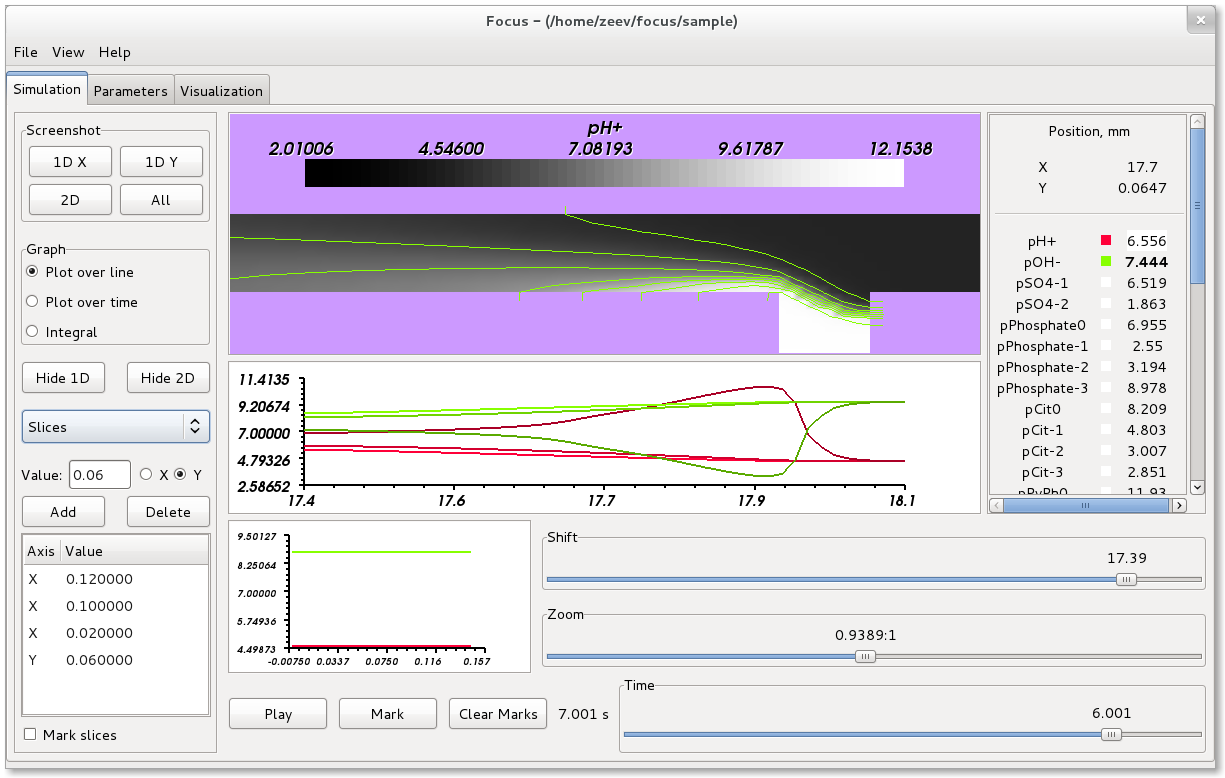 Focus – (/home/zeev/focus/sample)
File View Help
Simulation Parameters Visualization
Screenshot
1D X 1D Y
2D All
Graph
Plot over line
Plot over time
Integral
Hide 1D Hide 2D
Slices
Value: 0.06 X Y
Add Delete
Axis Value
X 0.120000
X 0.100000
X 0.020000
Y 0.060000
Mark slices
pH+
2.01006 4.54600 7.08193 9.61787 12.1538
11.4135
9.20674
7.00000
4.79326
2.58652
17.4 17.6 17.7 17.9 18.1
9.50127
8.25064
7.00000
5.74936
4.49873
-0.00750 0.0337 0.0750 0.116 0.157
Play Mark Clear Marks 7.001 s
Position, mm
X 17.7
Y 0.0647
pH+ 6.556
pOH- 7.444
pSO4-1 6.519
pSO4-2 1.863
pPhosphate0 6.955
pPhosphate-1 2.55
pPhosphate-2 3.194
pPhosphate-3 8.978
pCit0 8.209
pCit-1 4.803
pCit-2 3.007
pCit-3 2.851
pPyPh0 11.93
Shift
17.39
Zoom
0.9389:1
Time
6.001